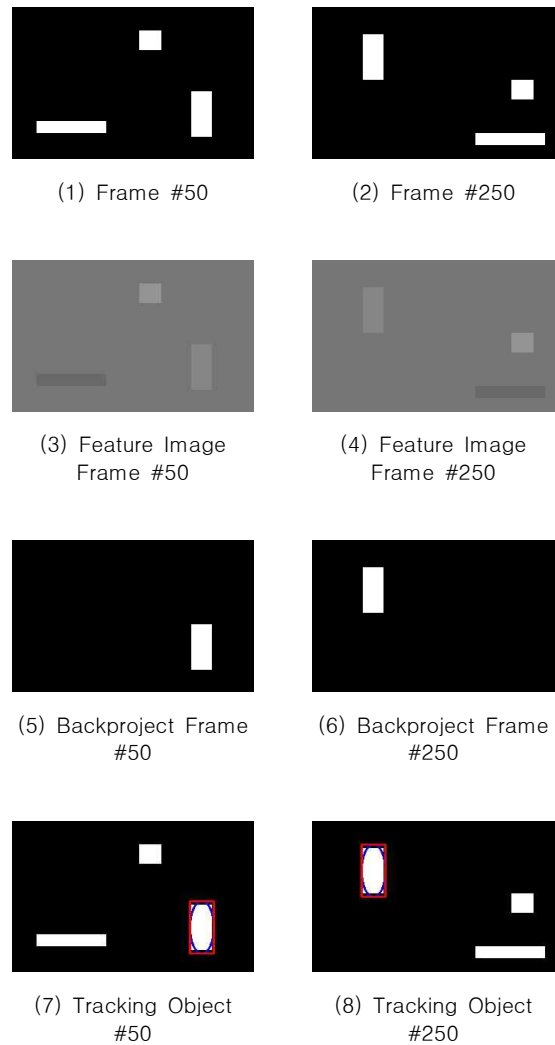 (1) Frame #50
(2) Frame #250
(3) Feature Image
Frame #50
(4) Feature Image
Frame #250
(5) Backproject Frame
#50
(6) Backproject Frame
#250
(7) Tracking Object
#50
(8) Tracking Object
#250